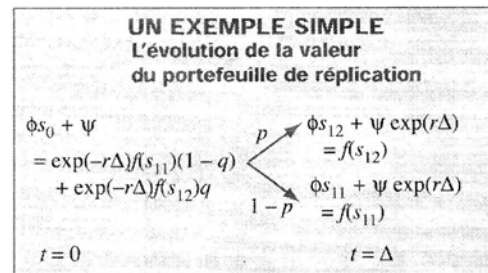 UN EXEMPLE SIMPLE
L'évolution de la valeur
du portefeuille de réplication
ϕs₀ + ψ
= exp(–rΔ)f(s₁₁)(1 – q)
+ exp(–rΔ)f(s₁₂)q
p
1 – p
ϕs₁₂ + ψ exp(rΔ)
= f(s₁₂)
ϕs₁₁ + ψ exp(rΔ)
= f(s₁₁)
t = 0
t = Δ